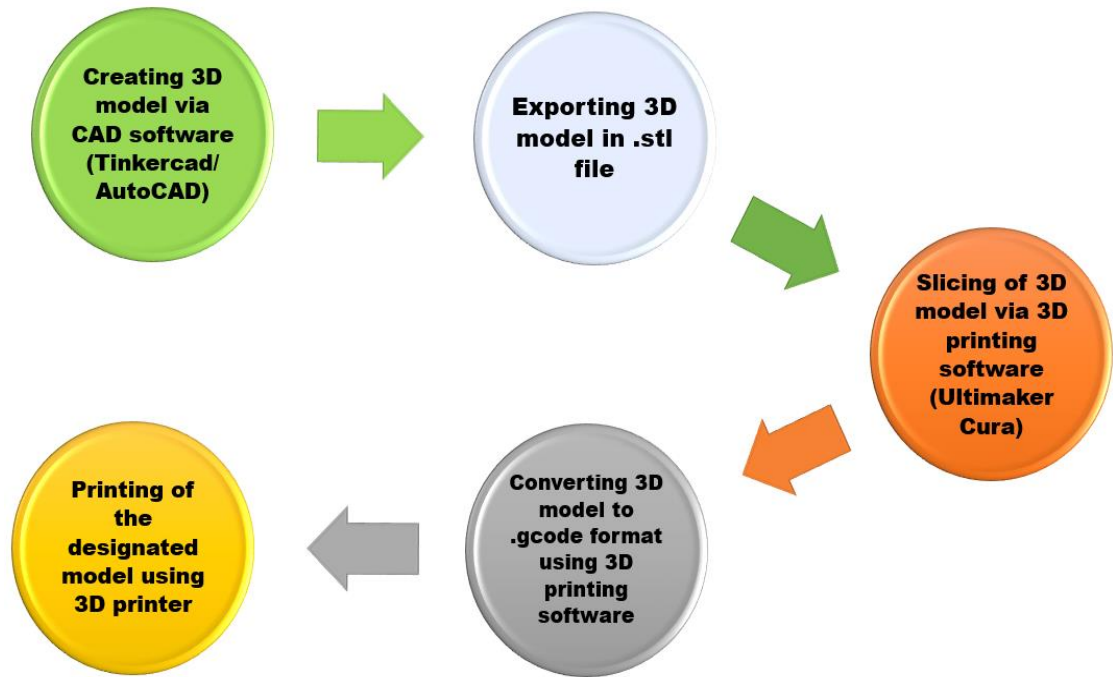 Creating 3D
model via
CAD software
(Tinkercad/
AutoCAD)
Exporting 3D
model in .stl
file
Slicing of 3D
model via 3D
printing
software
(Ultimaker
Cura)
Converting 3D
model to
.gcode format
using 3D
printing
software
Printing of
the
designated
model using
3D printer